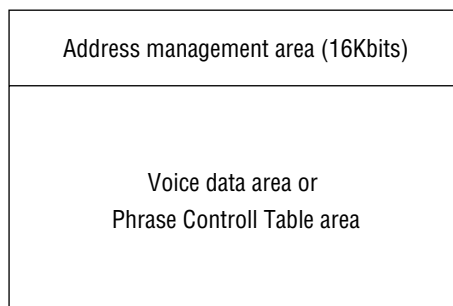 Address management area (16Kbits)
Voice data area or
Phrase Controll Table area